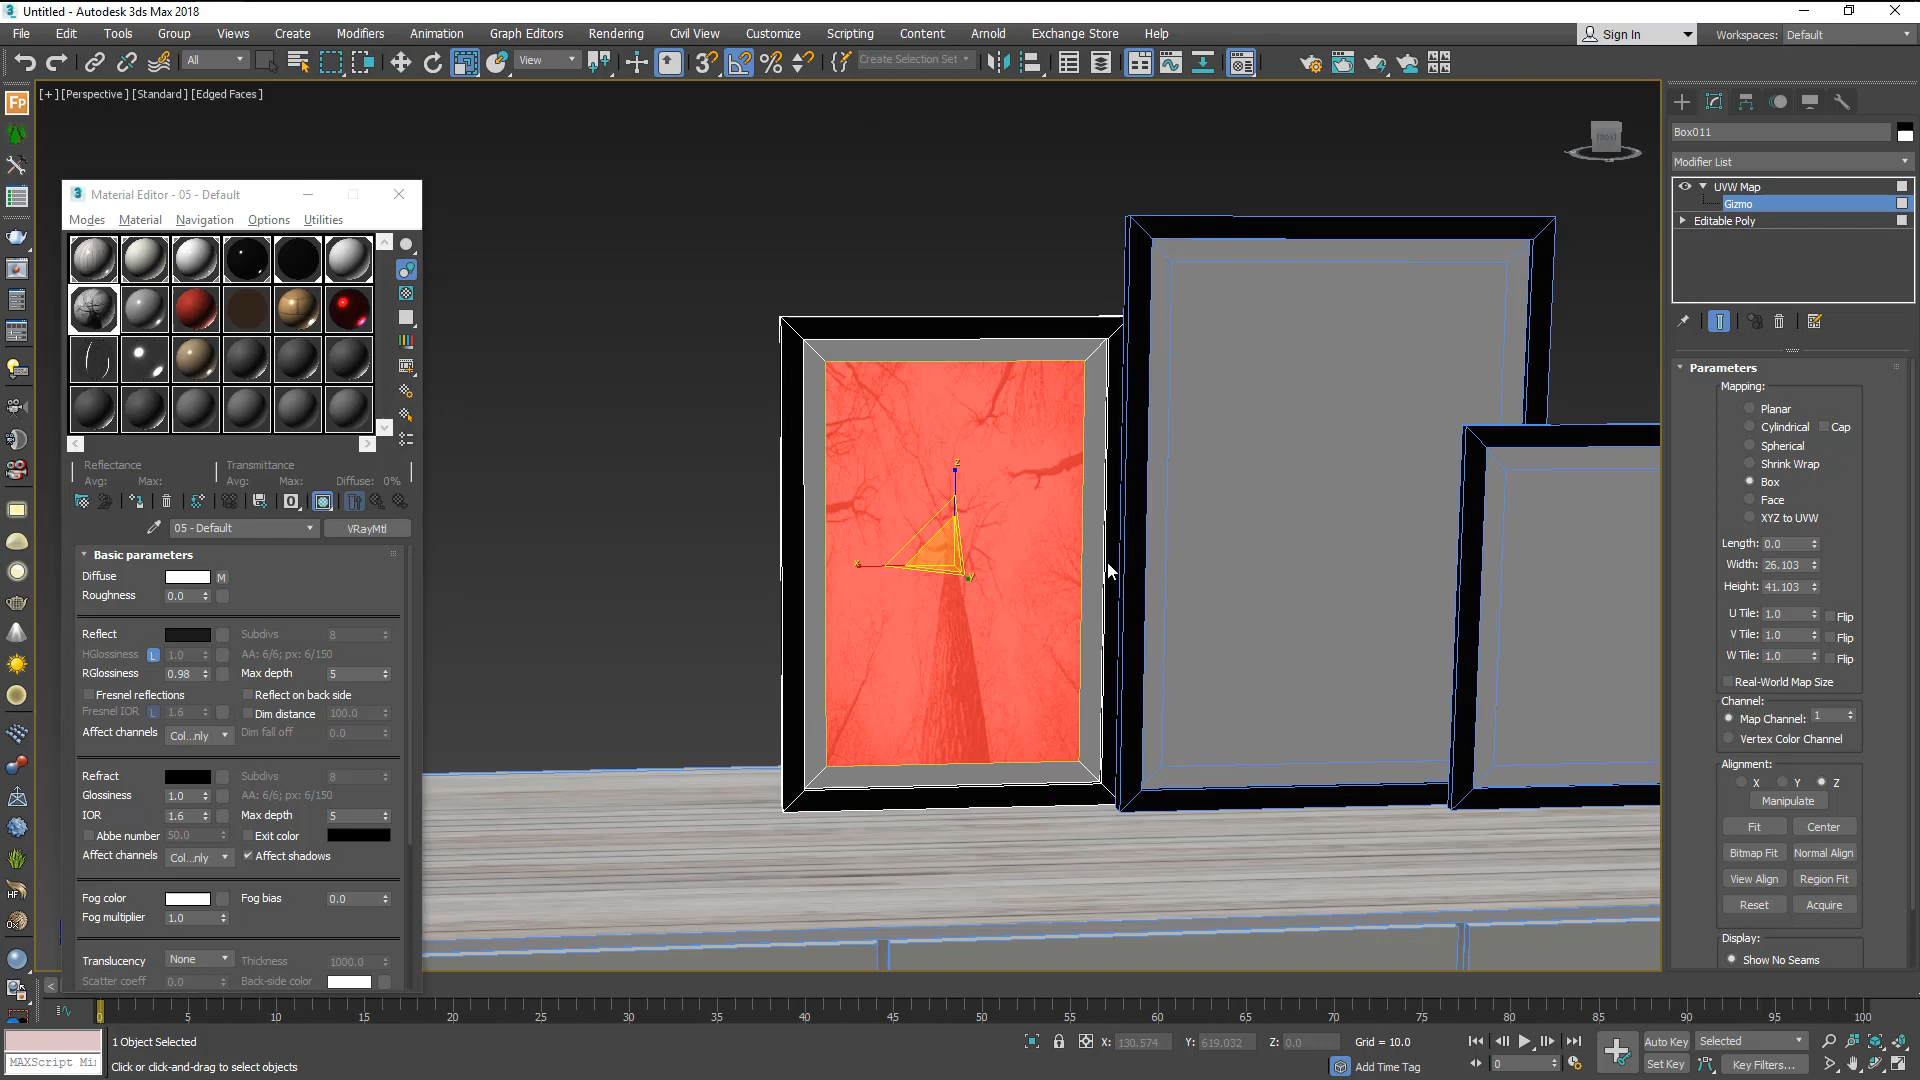 Untitled - Autodesk 3ds Max 2018
File Edit Tools Group Views Create Modifiers Animation Graph Editors Rendering Civil View Customize Scripting Content Arnold Exchange Store Help
Sign In Workspaces: Default
All View Create Selection Set
[+] [Perspective] [Standard] [Edged Faces]
Box011
Modifier List
UVW Map
Gizmo
Editable Poly
Material Editor - 05 - Default
Modes Material Navigation Options Utilities
Reflectance Transmittance
Avg: Max: Avg: Max: Diffuse: 0%
05 - Default VRayMtl
Basic parameters
Diffuse M
Roughness 0.0
Reflect Subdivs 8
HGlossiness L 1.0 AA: 6/6; px: 6/150
RGlossiness 0.98 Max depth 5
Fresnel reflections Reflect on back side
Fresnel IOR L 1.6 Dim distance 100.0
Affect channels Col...nly Dim fall off 0.0
Refract Subdivs 8
Glossiness 1.0 AA: 6/6; px: 6/150
IOR 1.6 Max depth 5
Abbe number 50.0 Exit color
Affect channels Col...nly Affect shadows
Fog color Fog bias 0.0
Fog multiplier 1.0
Translucency None Thickness 1000.0
Scatter coeff 0.0 Back-side color
z
x
y
Parameters
Mapping:
Planar
Cylindrical Cap
Spherical
Shrink Wrap
Box
Face
XYZ to UVW
Length: 0.0
Width: 26.103
Height: 41.103
U Tile: 1.0 Flip
V Tile: 1.0 Flip
W Tile: 1.0 Flip
Real-World Map Size
Channel:
Map Channel: 1
Vertex Color Channel
Alignment:
X Y Z
Manipulate
Fit Center
Bitmap Fit Normal Align
View Align Region Fit
Reset Acquire
Display:
Show No Seams
0 5 10 15 20 25 30 35 40 45 50 55 60 65 70 75 80 85 90 95 100
1 Object Selected X: 130.574 Y: 619.032 Z: 0.0 Grid = 10.0 Auto Key Selected
MAXScript Mi Click or click-and-drag to select objects Add Time Tag 0 Set Key Key Filters...